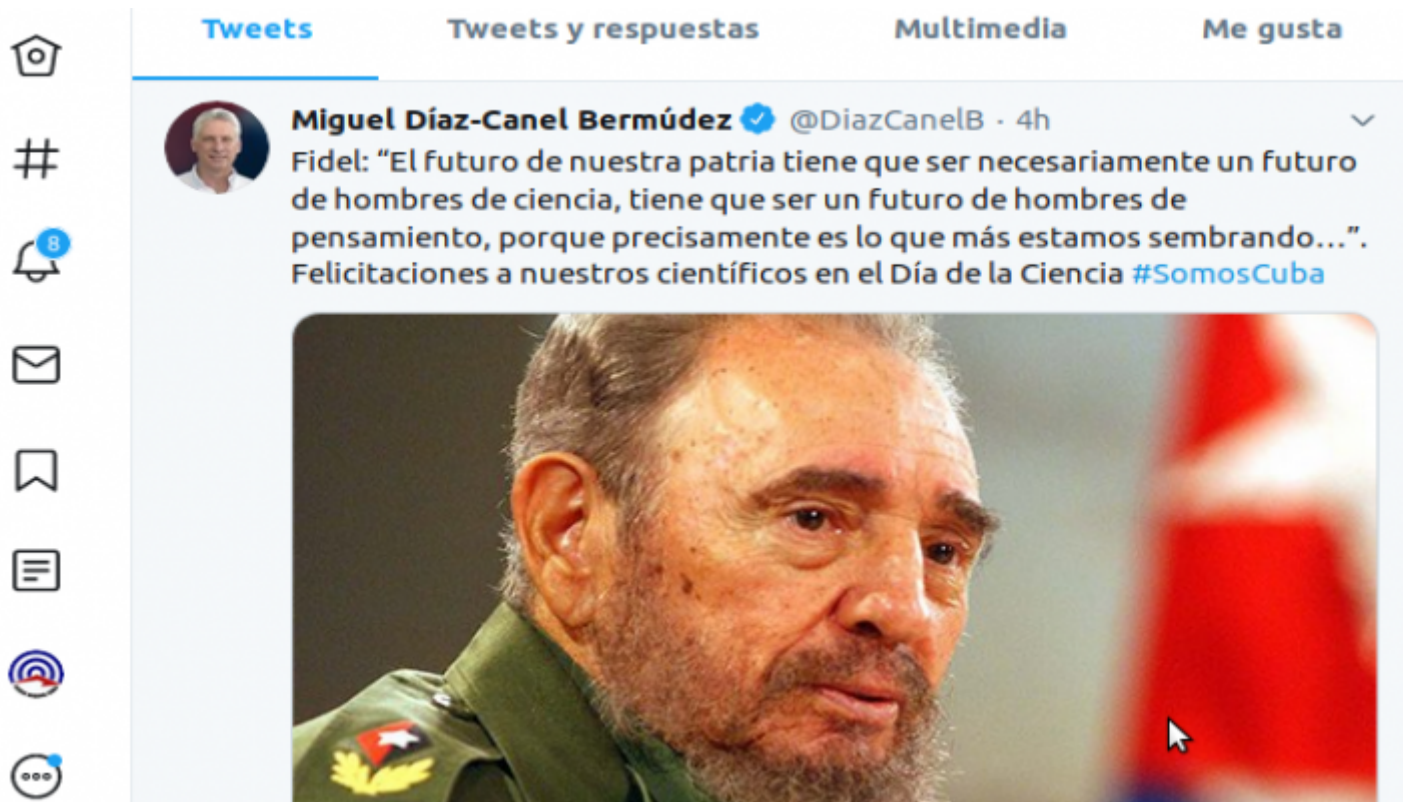 Tweets
Tweets y respuestas
Multimedia
Me gusta
Miguel Díaz-Canel Bermúdez @DiazCanelB · 4h
Fidel: “El futuro de nuestra patria tiene que ser necesariamente un futuro
de hombres de ciencia, tiene que ser un futuro de hombres de
pensamiento, porque precisamente es lo que más estamos sembrando...”.
Felicitaciones a nuestros científicos en el Día de la Ciencia #SomosCuba
8